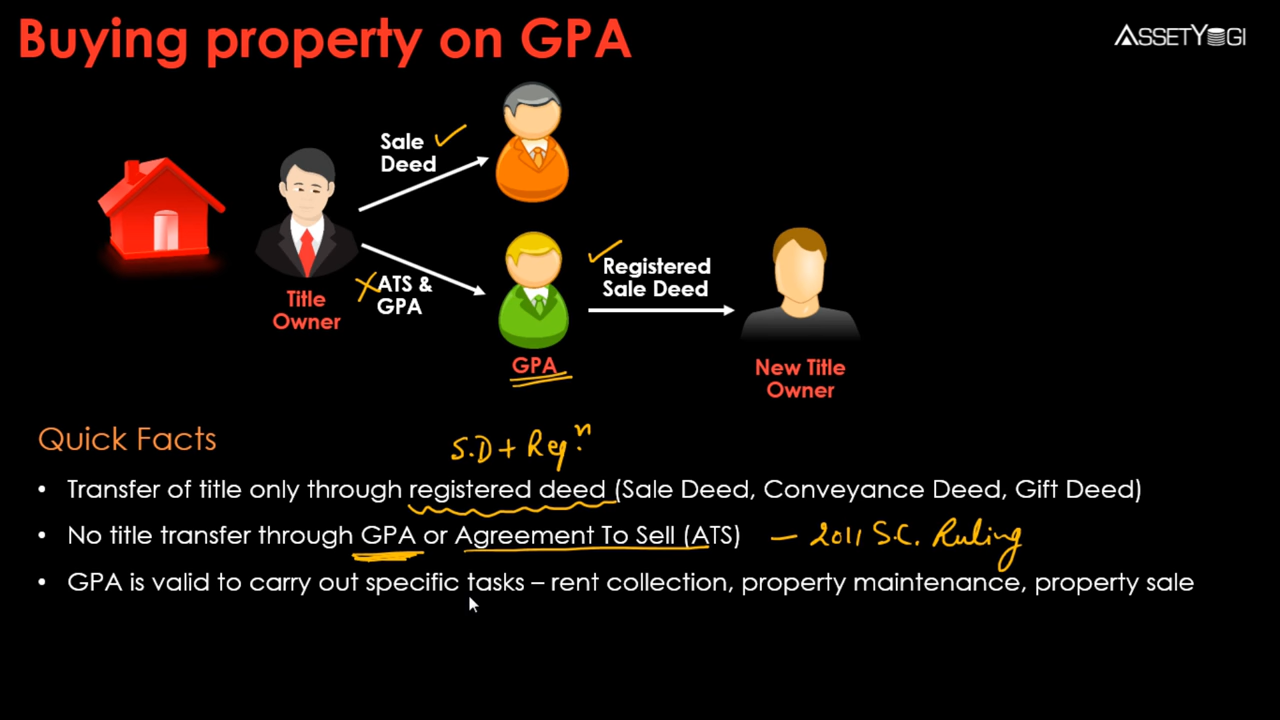 Buying property on GPA
ASSETYOGI
Sale ✓
Deed
✓ Registered
Sale Deed
X ATS &
GPA
Title
Owner
GPA
New Title
Owner
Quick Facts
S.D + Regn.
• Transfer of title only through registered deed (Sale Deed, Conveyance Deed, Gift Deed)
• No title transfer through GPA or Agreement To Sell (ATS) — 2011 S.C. Ruling
• GPA is valid to carry out specific tasks – rent collection, property maintenance, property sale